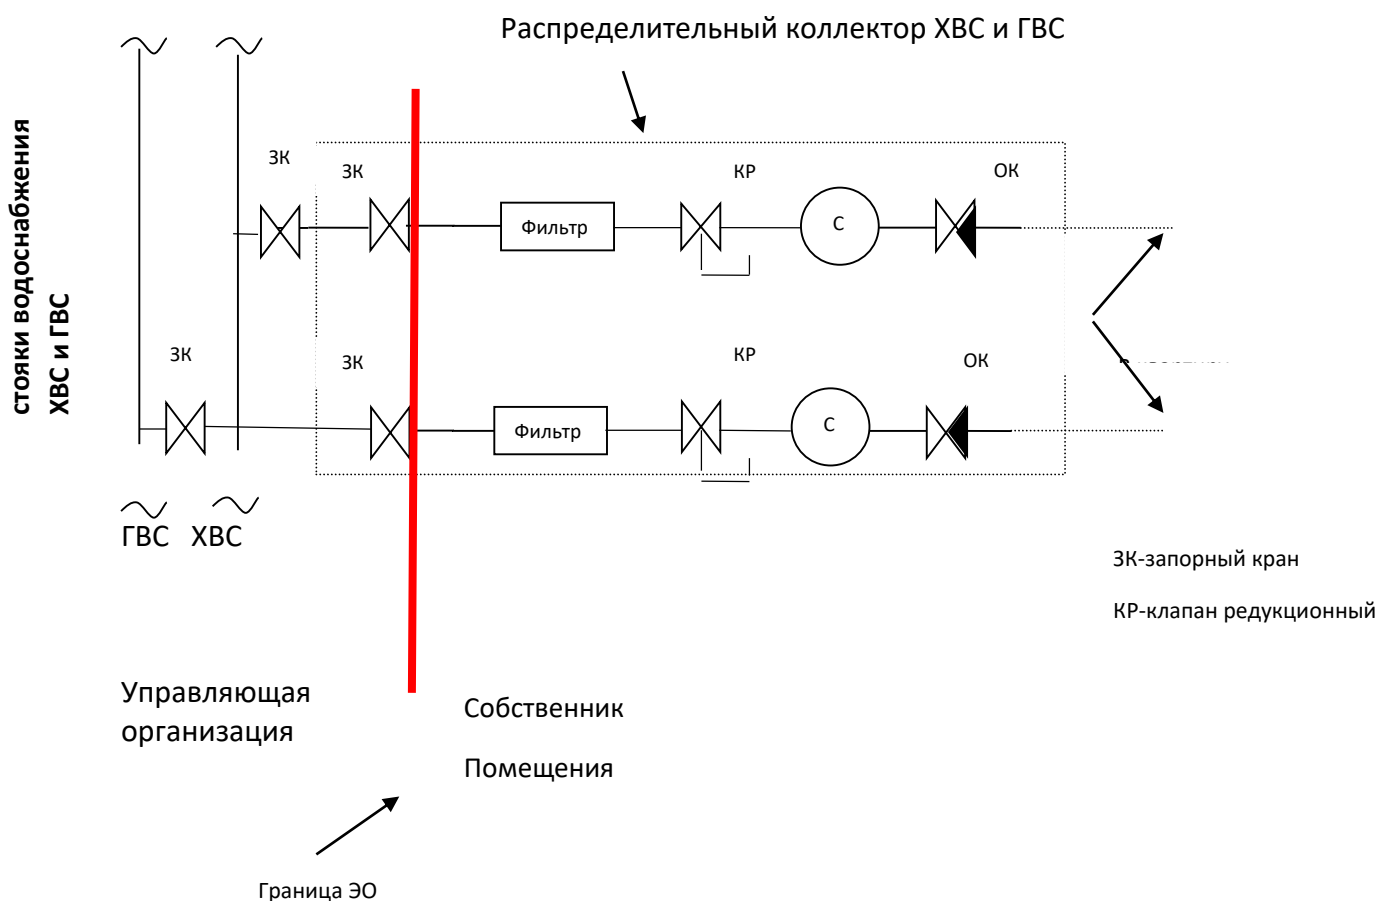 Распределительный коллектор ХВС и ГВС
стояки водоснабжения
ХВС и ГВС
ЗК
ЗК
КР
ОК
Фильтр
С
ЗК
ЗК
КР
ОК
Фильтр
С
ГВС ХВС
ЗК-запорный кран
КР-клапан редукционный
Управляющая
организация
Собственник
Помещения
Граница ЭО